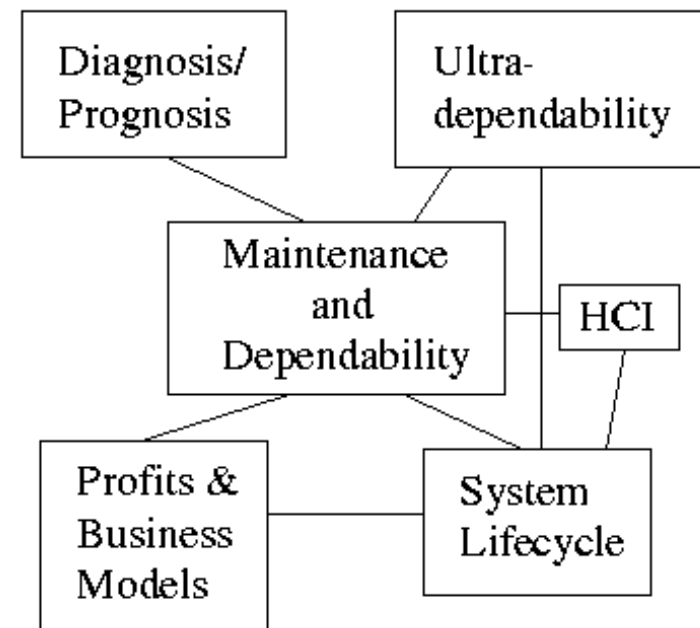 Diagnosis/
Prognosis
Ultra-
dependability
Maintenance
and
Dependability
HCI
Profits &
Business
Models
System
Lifecycle